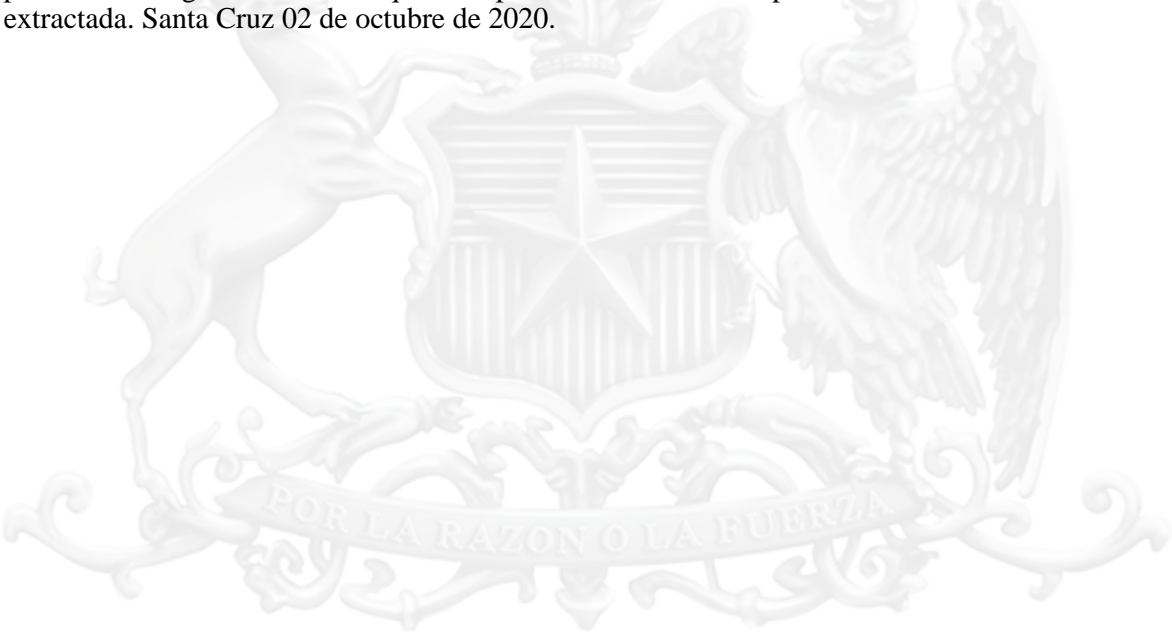 extractada. Santa Cruz 02 de octubre de 2020.
POR LA RAZON O LA FUERZA